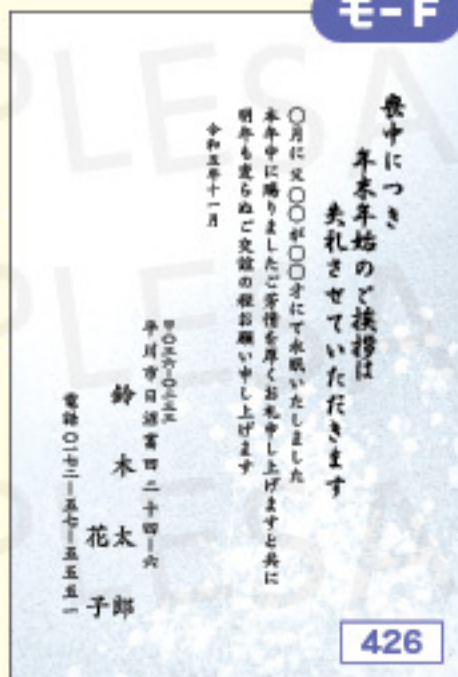 モードF
喪中につき
年末年始のご挨拶は
失礼させていただきます
〇月に 父〇〇が〇〇才にて永眠いたしました
本年中に賜りましたご芳情を厚くお礼申し上げますと共に
明年も変らぬご交誼の程お願い申し上げます
令和五年十一月
〒〇三六-〇二三三
平川市日沼富田二十四-六
鈴木太郎
花子
電話〇一七二-五七-五五五一
426